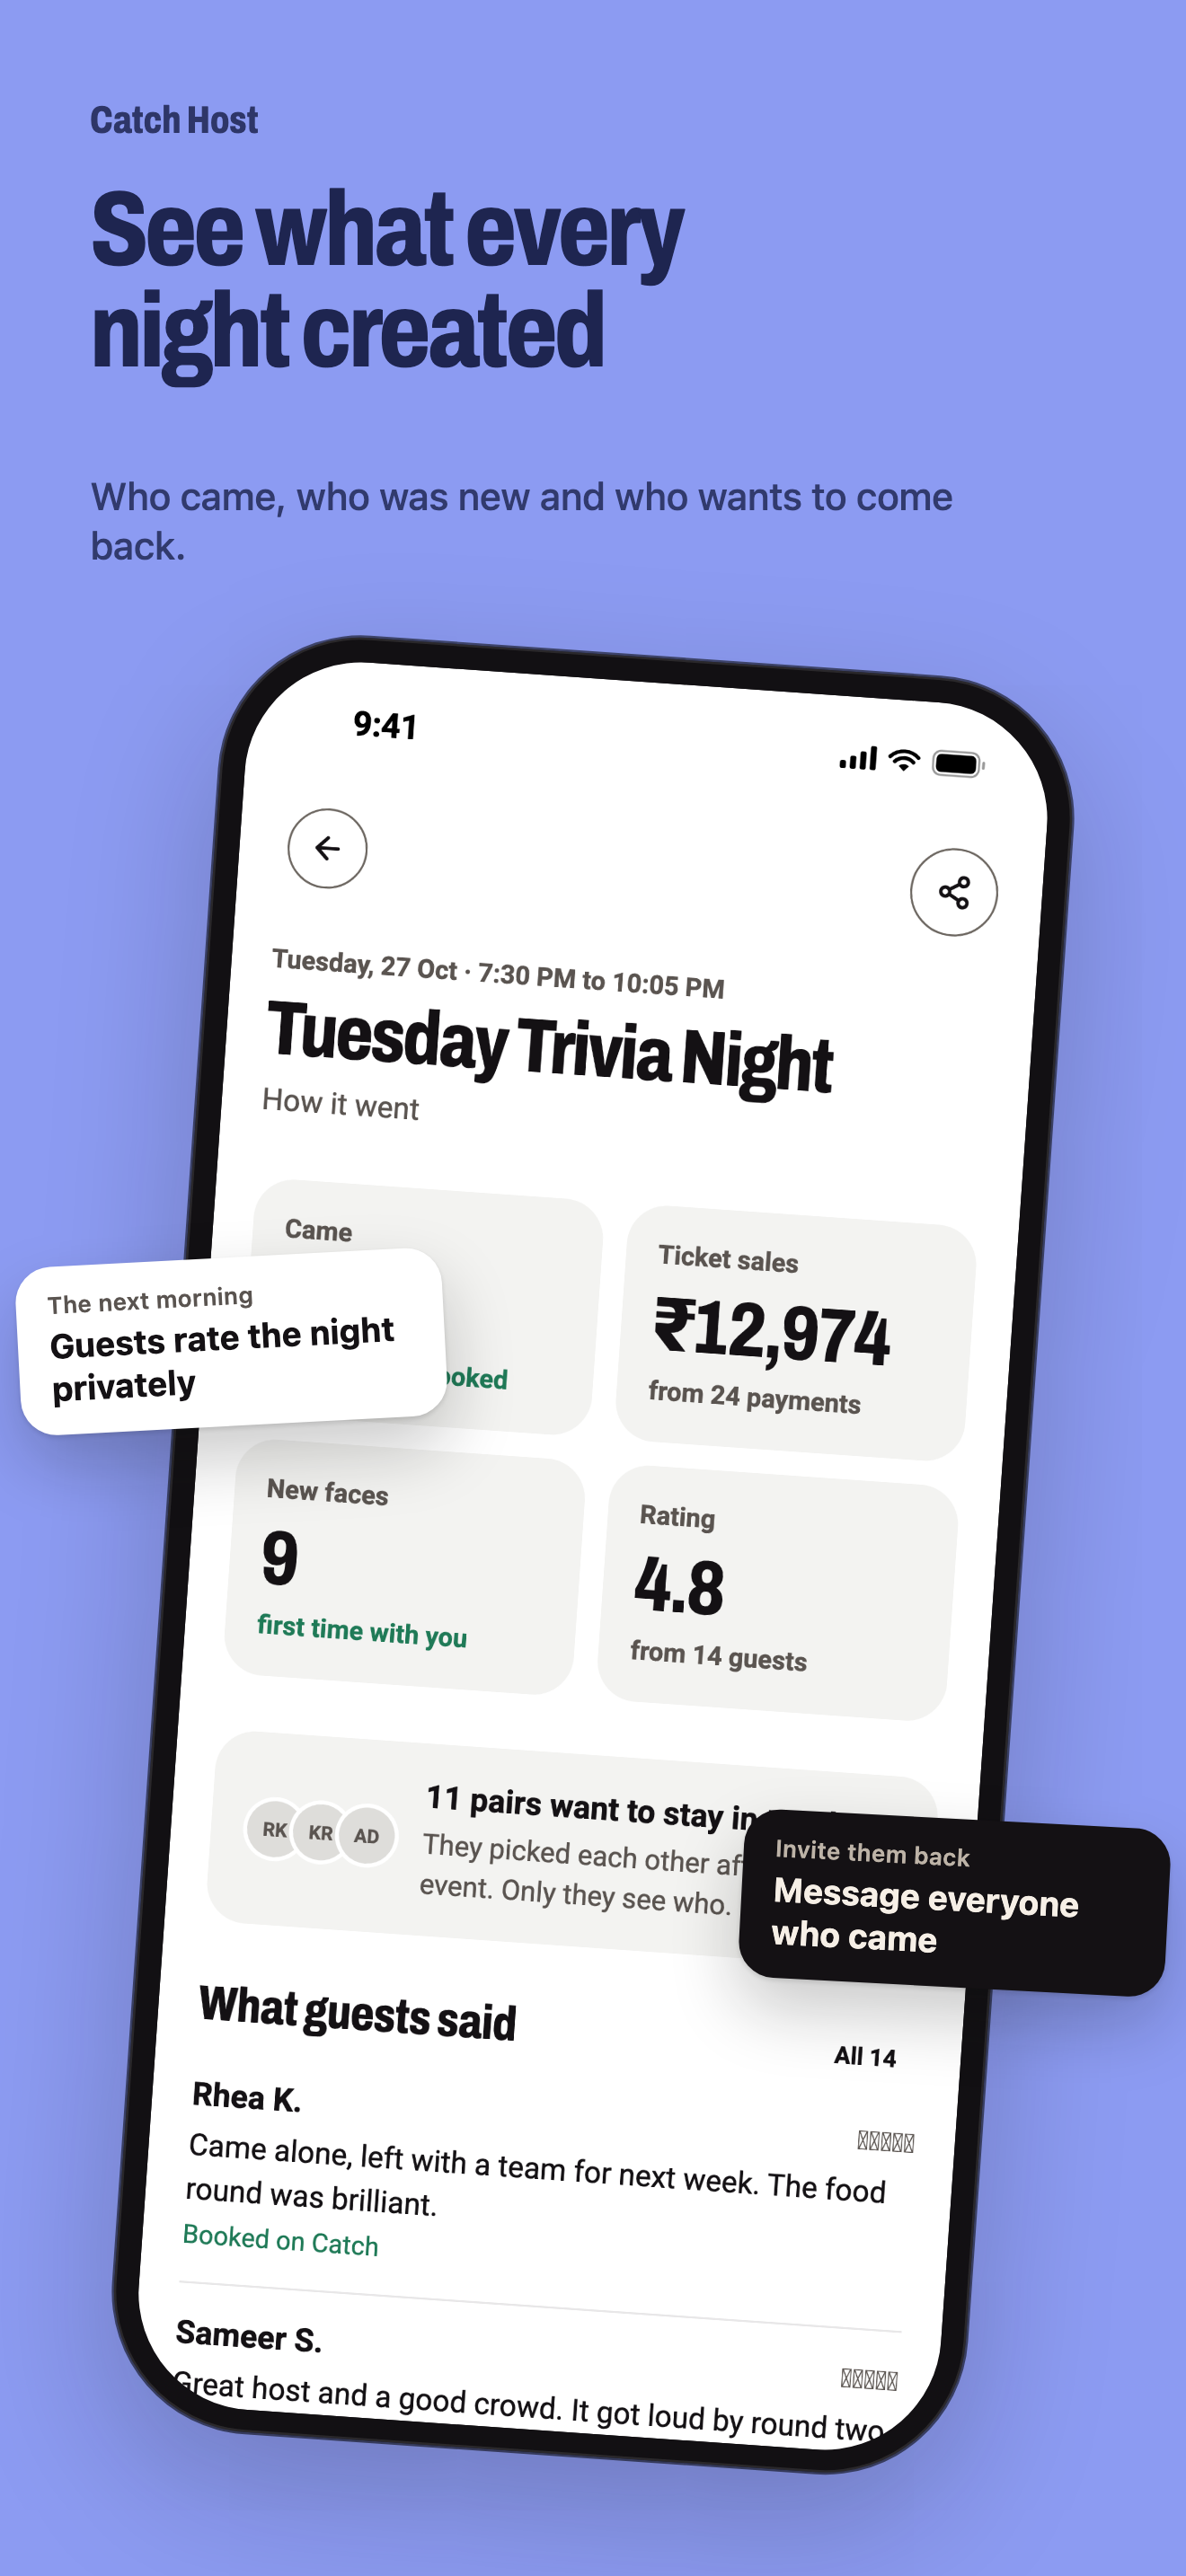 Catch Host
See what every
night created
Who came, who was new and who wants to come
back.
9:41
Tuesday, 27 Oct · 7:30 PM to 10:05 PM
Tuesday Trivia Night
How it went
Came
Ticket sales
₹12,974
from 24 payments
The next morning
Guests rate the night
privately
New faces
9
first time with you
Rating
4.8
from 14 guests
RK KR AD
11 pairs want to stay in
They picked each other
event. Only they see who.
Invite them back
Message everyone
who came
What guests said
All 14
Rhea K.
Came alone, left with a team for next week. The food
round was brilliant.
Booked on Catch
Sameer S.
Great host and a good crowd. It got loud by round two